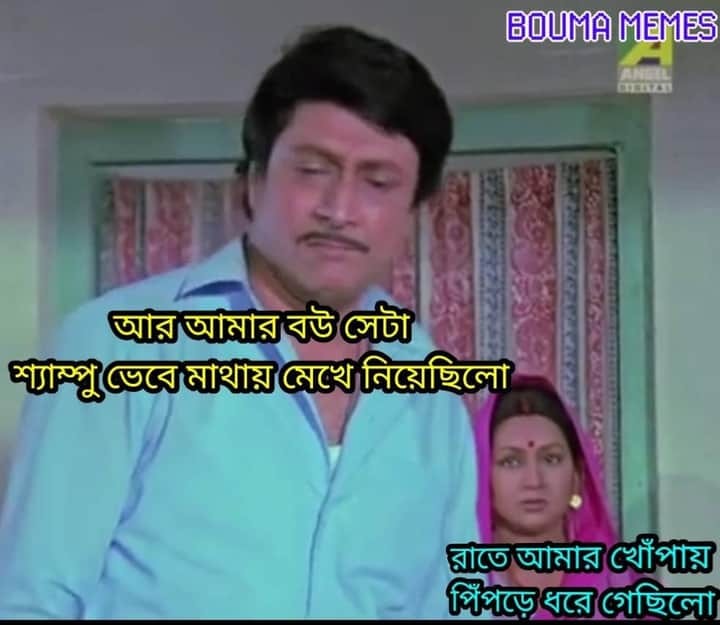 BOUMA MEMES
ANGEL
DIGITAL
আর আমার বউ সেটা
শ্যাম্পু ভেবে মাথায় মেখে নিয়েছিলো
রাতে আমার খোঁপায়
পিঁপড়ে ধরে গেছিলো